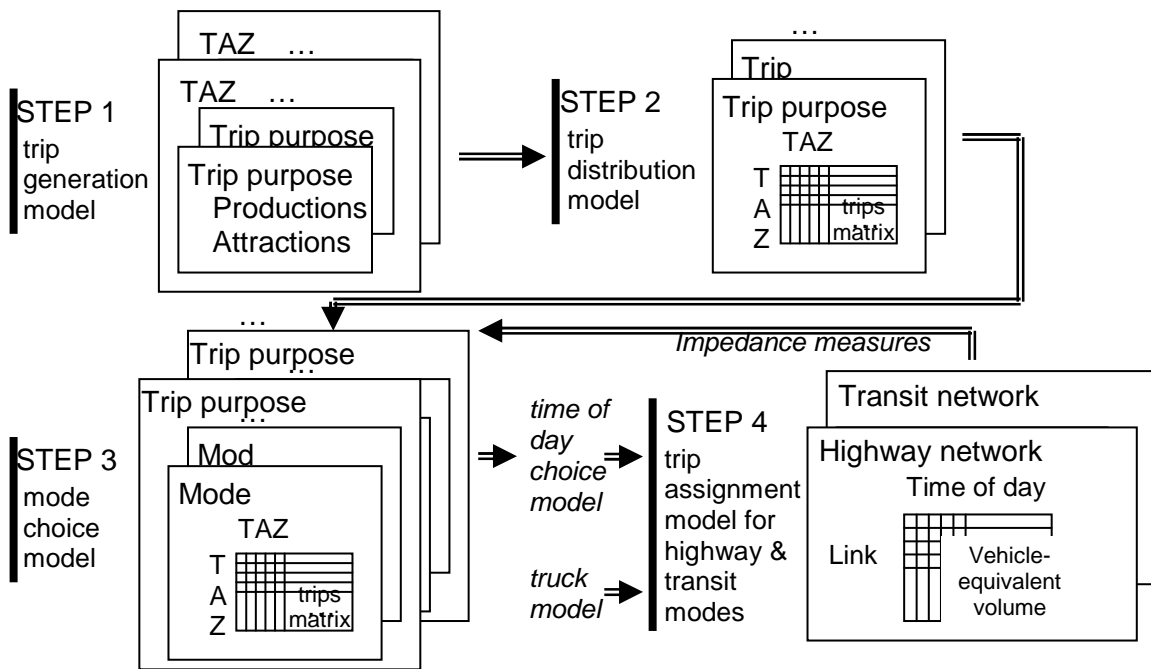 TAZ …
TAZ …
Trip purpose
Trip purpose
Productions
Attractions
STEP 1
trip
generation
model
STEP 2
trip
distribution
model
…
Trip
Trip purpose
TAZ
T
A
Z
trips
matrix
Impedance measures
…
Trip purpose
…
Trip purpose
…
Mod
Mode
TAZ
T
A
Z
trips
matrix
STEP 3
mode
choice
model
time of
day
choice
model
truck
model
STEP 4
trip
assignment
model for
highway &
transit
modes
Transit network
Highway network
Time of day
Link
Vehicle-
equivalent
volume